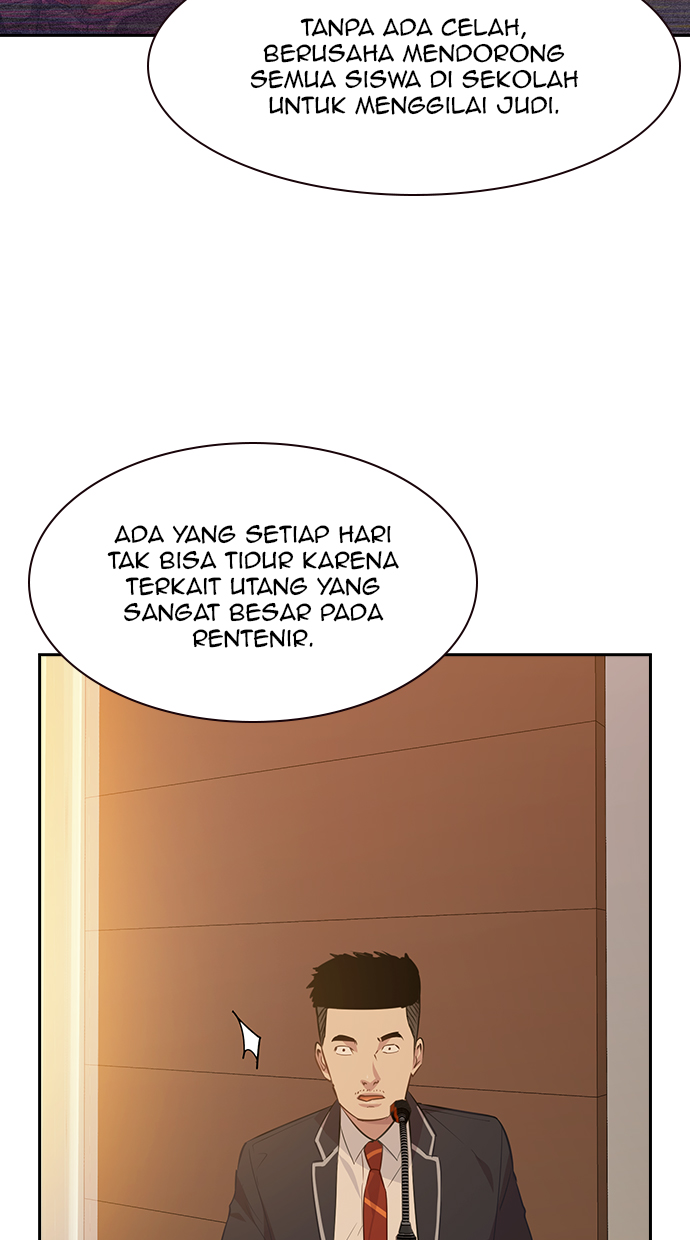 TANPA ADA CELAH,
BERUSAHA MENDORONG
SEMUA SISWA DI SEKOLAH
UNTUK MENGGILAI JUDI.
ADA YANG SETIAP HARI
TAK BISA TIDUR KARENA
TERKAIT UTANG YANG
SANGAT BESAR PADA
RENTENIR.